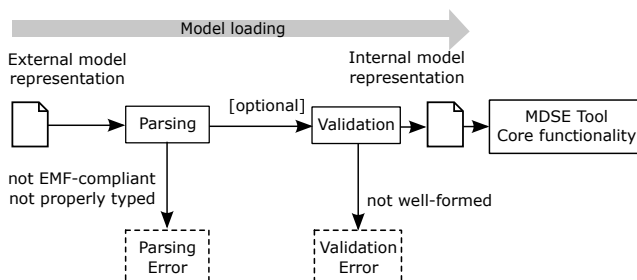 Model loading
External model
representation
Internal model
representation
[optional]
Parsing
Validation
MDSE Tool
Core functionality
not EMF-compliant
not properly typed
not well-formed
Parsing
Error
Validation
Error